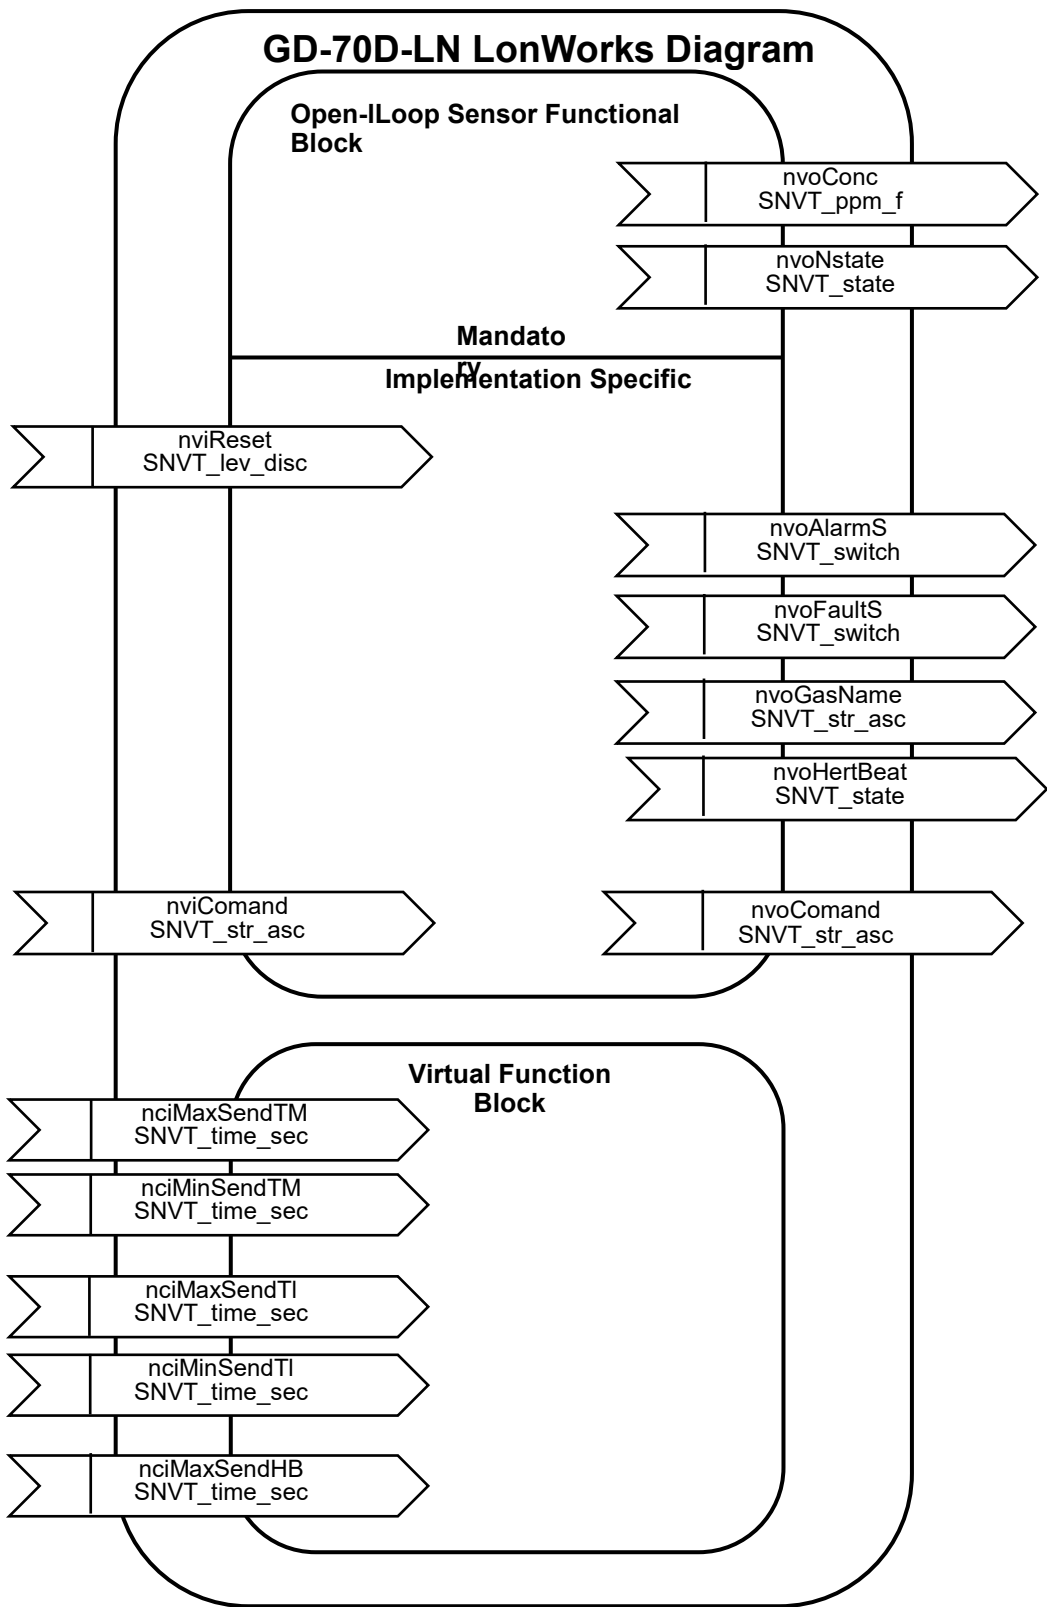 GD-70D-LN LonWorks Diagram
Open-ILoop Sensor Functional
Block
nvoConc
SNVT_ppm_f
nvoNstate
SNVT_state
Mandato
ry
Implementation Specific
nviReset
SNVT_lev_disc
nvoAlarmS
SNVT_switch
nvoFaultS
SNVT_switch
nvoGasName
SNVT_str_asc
nvoHertBeat
SNVT_state
nviComand
SNVT_str_asc
nvoComand
SNVT_str_asc
Virtual Function
Block
nciMaxSendTM
SNVT_time_sec
nciMinSendTM
SNVT_time_sec
nciMaxSendTI
SNVT_time_sec
nciMinSendTI
SNVT_time_sec
nciMaxSendHB
SNVT_time_sec